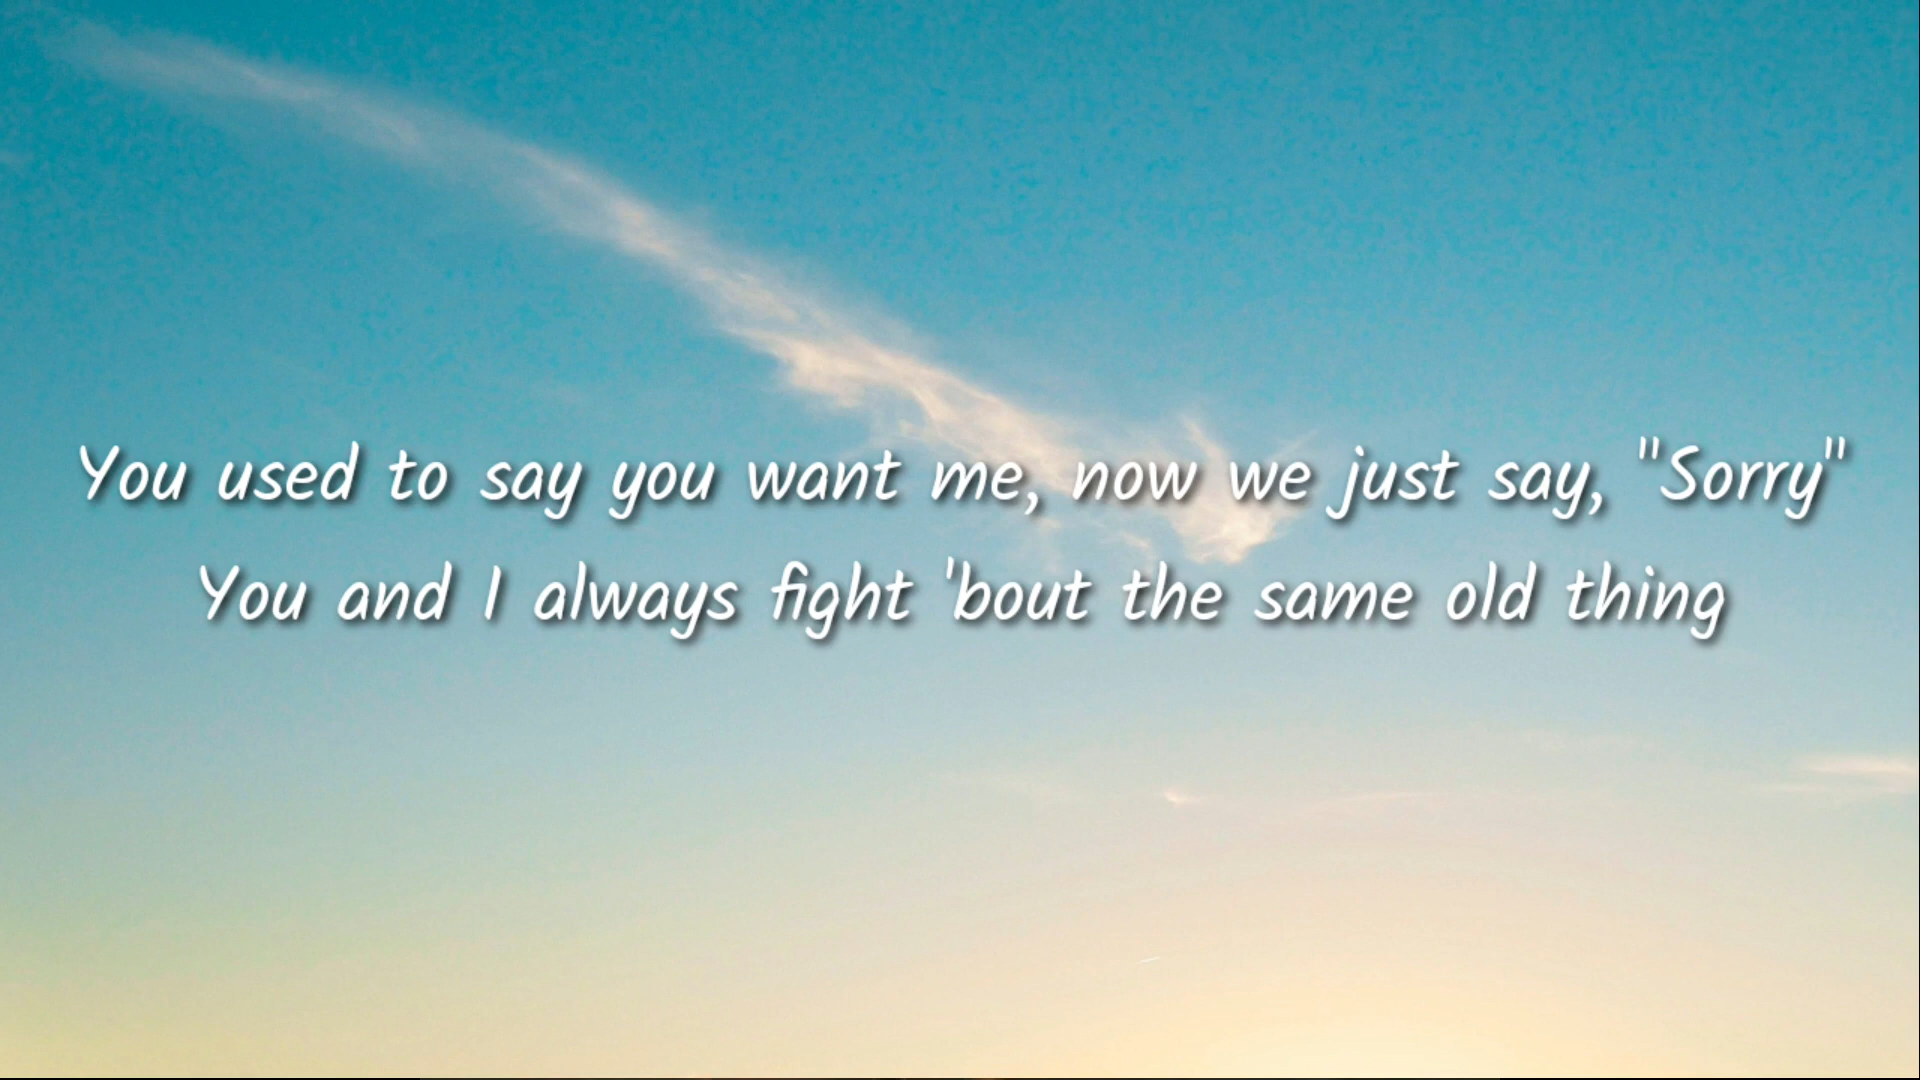 You used to say you want me, now we just say, "Sorry"
You and I always fight 'bout the same old thing